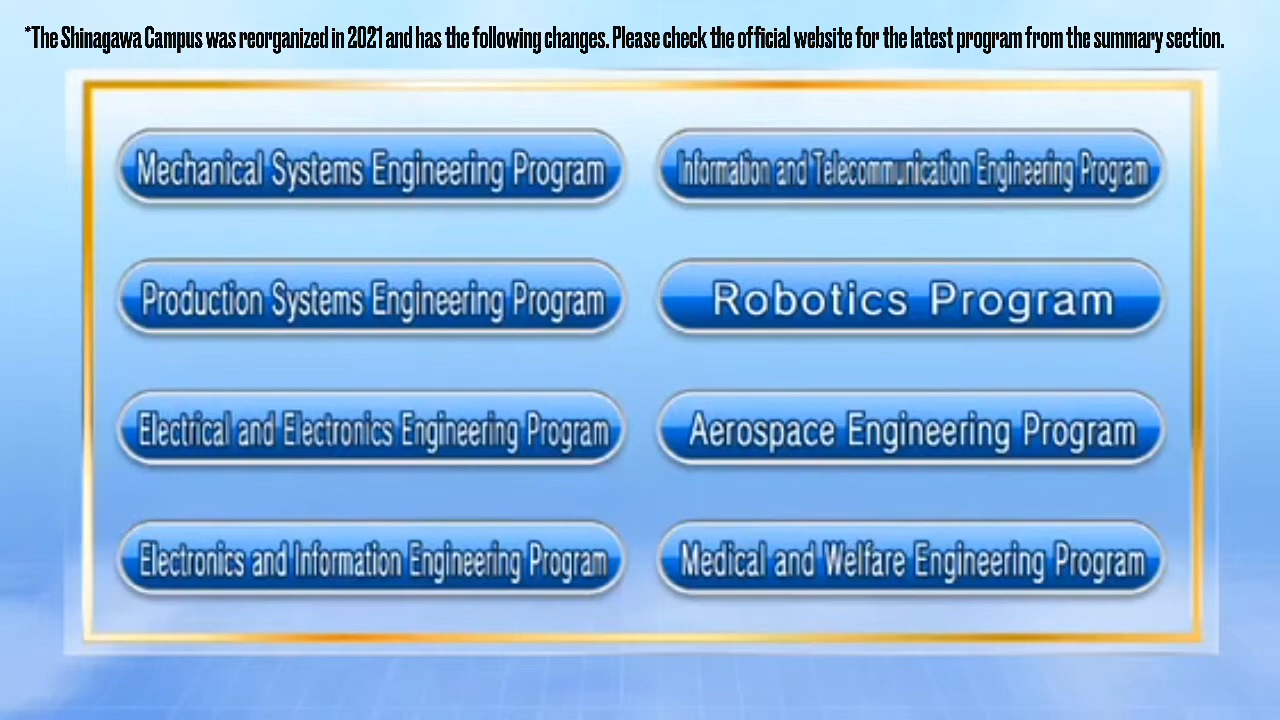 *The Shinagawa Campus was reorganized in 2021 and has the following changes. Please check the official website for the latest program from the summary section.
Mechanical Systems Engineering Program
Information and Telecommunication Engineering Program
Production Systems Engineering Program
Robotics Program
Electrical and Electronics Engineering Program
Aerospace Engineering Program
Electronics and Information Engineering Program
Medical and Welfare Engineering Program